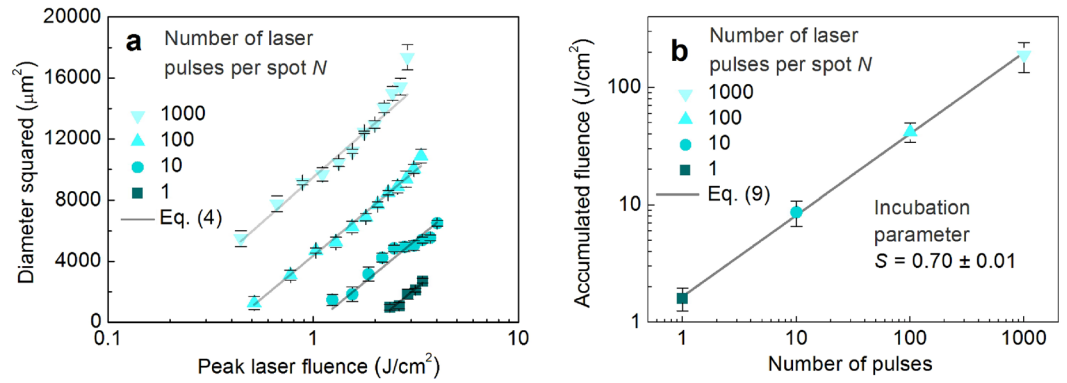 a
Number of laser
pulses per spot N
1000
100
10
1
Eq. (4)
20000
16000
12000
8000
4000
0
Diameter squared (μm²)
0.1
1
10
Peak laser fluence (J/cm²)
b
Number of laser
pulses per spot N
1000
100
10
1
Eq. (9)
Incubation
parameter
S = 0.70 ± 0.01
100
10
1
Accumulated fluence (J/cm²)
1
10
100
1000
Number of pulses